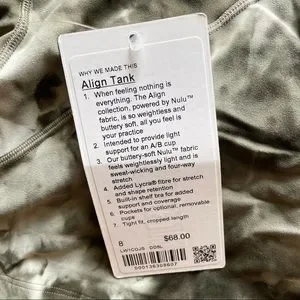 WHY WE MADE THIS
Align Tank
1. When feeling nothing is
everything. The Align
collection, powered by Nulu™
fabric, is so weightless and
buttery soft, all you feel is
your practice
2. Intended to provide light
support for an A/B cup
3. Our buttery-soft Nulu™ fabric
feels weightlessly light and is
sweat-wicking and four-way
stretch
4. Added Lycra® fibre for stretch
and shape retention
5. Built-in shelf bra for added
support and coverage
6. Pockets for optional, removable
cups
7. Tight fit, cropped length
8 $68.00
LW1COJS